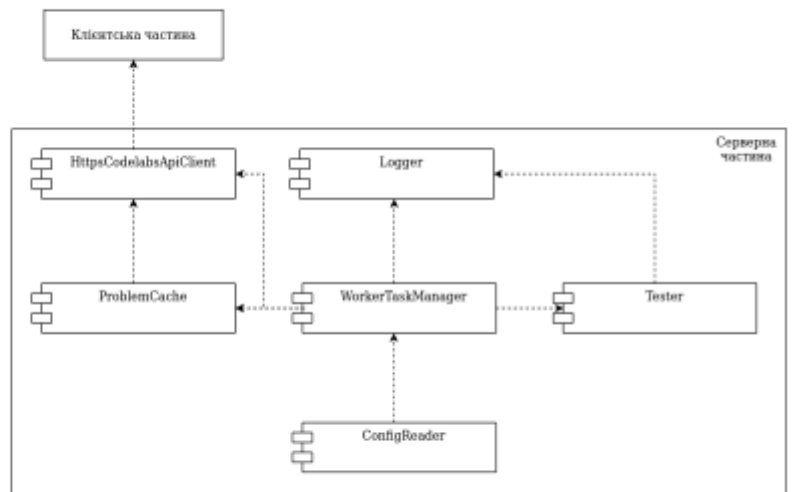 Клієнтська частина
Серверна
частина
HttpsCodelabsApiClient
Logger
ProblemCache
WorkerTaskManager
Tester
ConfigReader